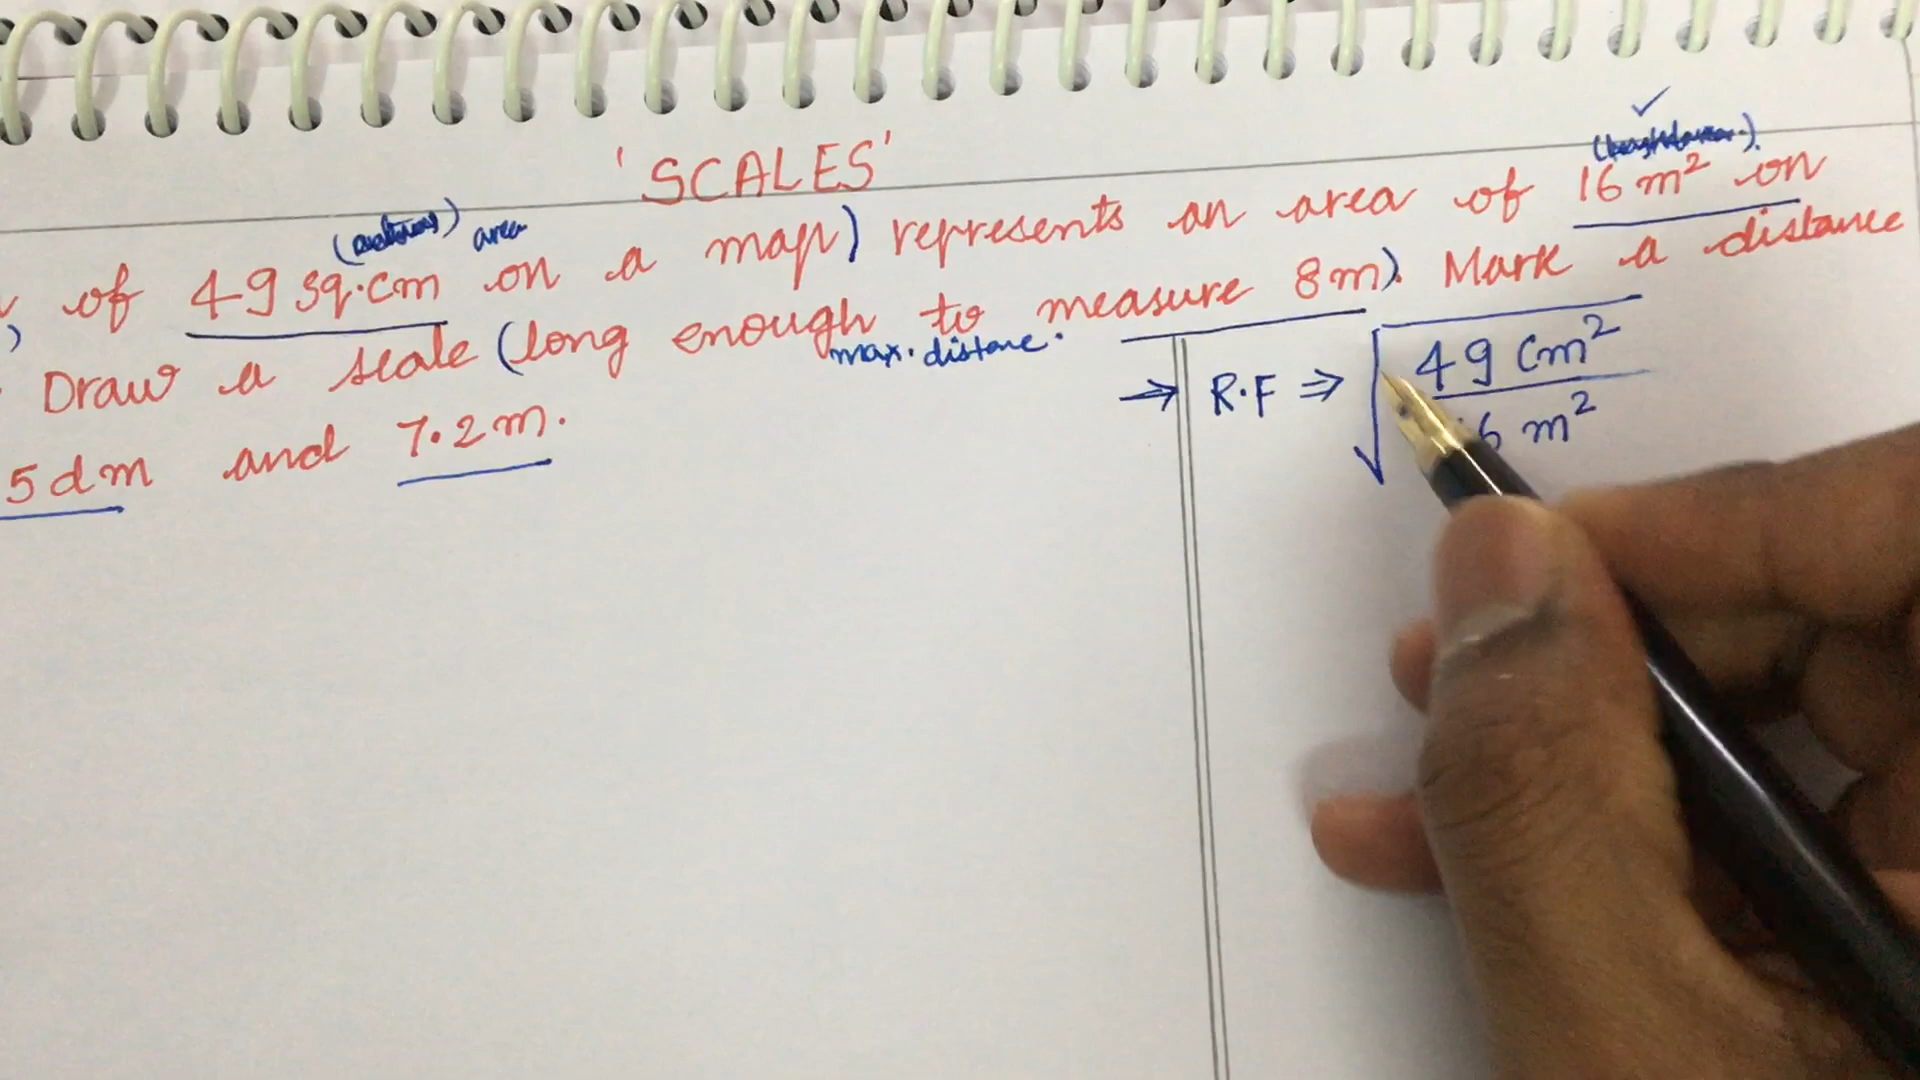 'SCALES'
of 49 sq.cm on a map) represents an area of 16 m² on
area
) Draw a scale (long enough to measure 8m). Mark a distance
max. distance.
5dm and 7.2m.
→ R.F ⇒ √ 49 cm²
6 m²